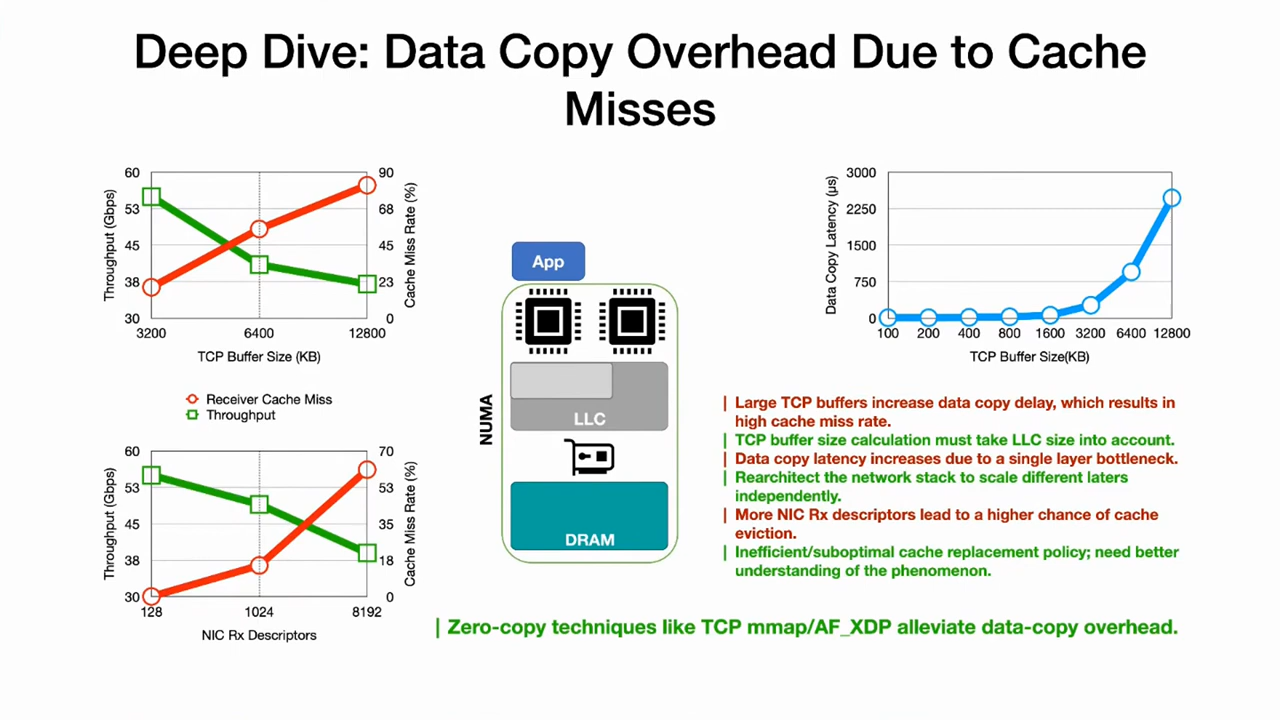 Deep Dive: Data Copy Overhead Due to Cache
Misses
60
53
45
38
30
Throughput (Gbps)
90
68
45
23
0
Cache Miss Rate (%)
3200
6400
12800
TCP Buffer Size (KB)
Receiver Cache Miss
Throughput
60
53
45
38
30
Throughput (Gbps)
70
53
35
18
0
Cache Miss Rate (%)
128
1024
8192
NIC Rx Descriptors
App
NUMA
LLC
DRAM
3000
2250
1500
750
0
Data Copy Latency (µs)
100
200
400
800
1600
3200
6400
12800
TCP Buffer Size(KB)
| Large TCP buffers increase data copy delay, which results in
high cache miss rate.
| TCP buffer size calculation must take LLC size into account.
| Data copy latency increases due to a single layer bottleneck.
| Rearchitect the network stack to scale different laters
independently.
| More NIC Rx descriptors lead to a higher chance of cache
eviction.
| Inefficient/suboptimal cache replacement policy; need better
understanding of the phenomenon.
| Zero-copy techniques like TCP mmap/AF_XDP alleviate data-copy overhead.